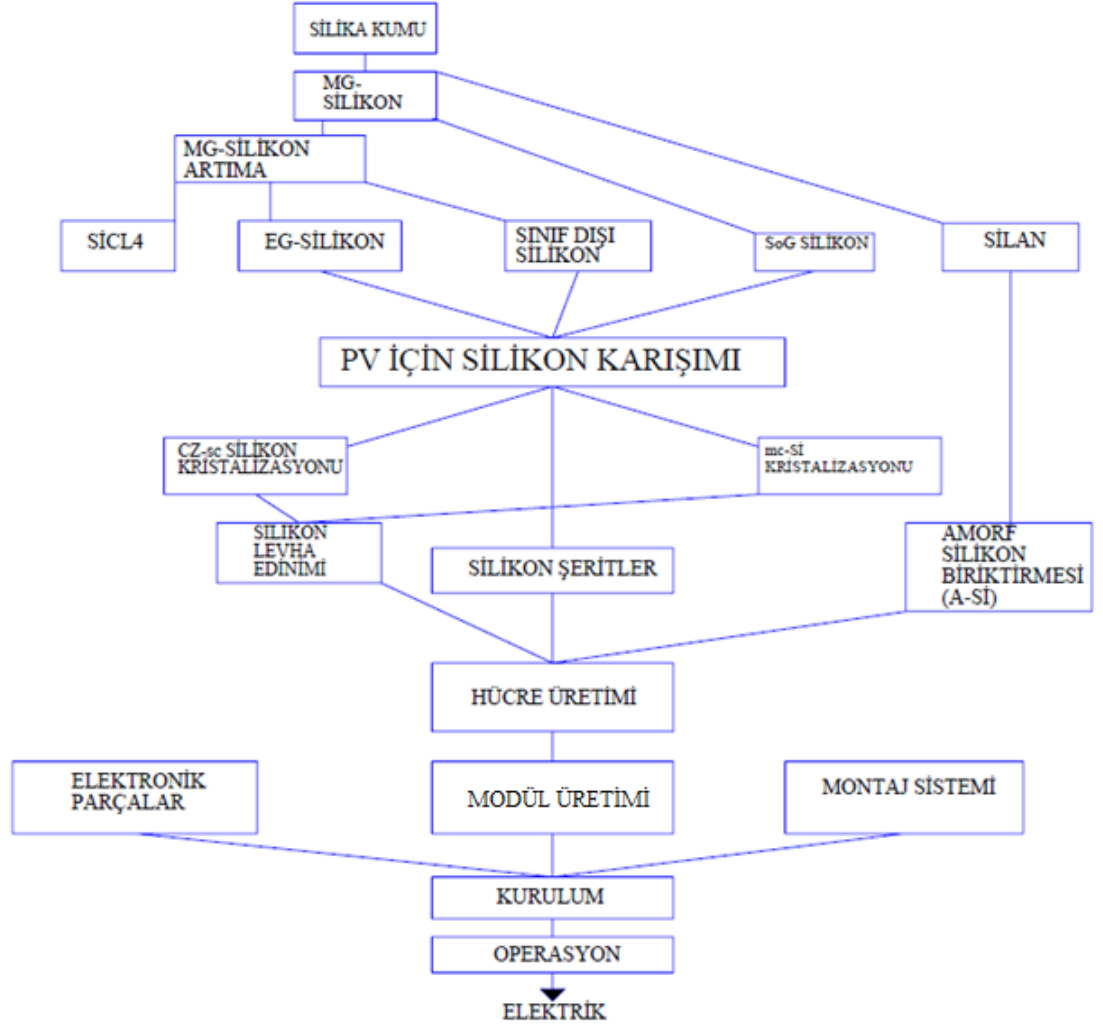 SİLİKA KUMU
MG-
SİLİKON
MG-SİLİKON
ARTIMA
SİCL4
EG-SİLİKON
SINIF DIŞI
SİLİKON
SoG SİLİKON
SİLAN
PV İÇİN SİLİKON KARIŞIMI
CZ-sc SİLİKON
KRİSTALİZASYONU
mc-Sİ
KRİSTALİZASYONU
SİLİKON
LEVHA
EDİNİMİ
SİLİKON ŞERİTLER
AMORF
SİLİKON
BİRİKTİRMESİ
(A-Sİ)
HÜCRE ÜRETİMİ
ELEKTRONİK
PARÇALAR
MODÜL ÜRETİMİ
MONTAJ SİSTEMİ
KURULUM
OPERASYON
ELEKTRİK